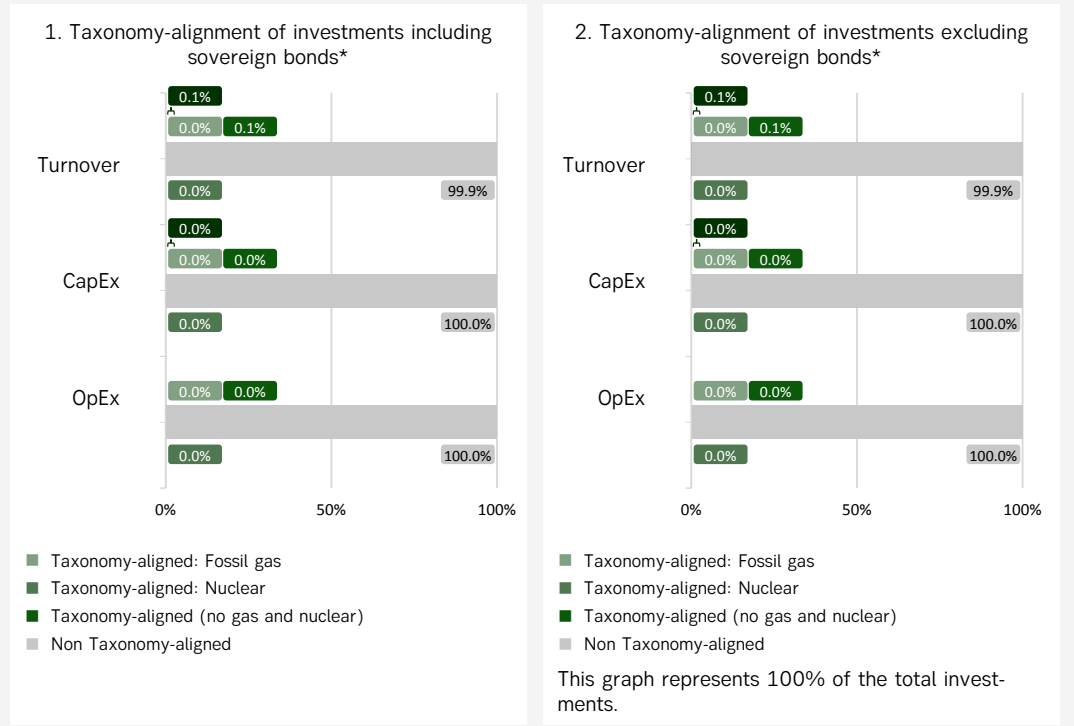 1. Taxonomy-alignment of investments including
sovereign bonds*
0.1%
0.0% 0.1%
Turnover
0.0% 99.9%
0.0%
0.0% 0.0%
CapEx
0.0% 100.0%
0.0% 0.0%
OpEx
0.0% 100.0%
0% 50% 100%
Taxonomy-aligned: Fossil gas
Taxonomy-aligned: Nuclear
Taxonomy-aligned (no gas and nuclear)
Non Taxonomy-aligned
2. Taxonomy-alignment of investments excluding
sovereign bonds*
0.1%
0.0% 0.1%
Turnover
0.0% 99.9%
0.0%
0.0% 0.0%
CapEx
0.0% 100.0%
0.0% 0.0%
OpEx
0.0% 100.0%
0% 50% 100%
Taxonomy-aligned: Fossil gas
Taxonomy-aligned: Nuclear
Taxonomy-aligned (no gas and nuclear)
Non Taxonomy-aligned
This graph represents 100% of the total invest-
ments.